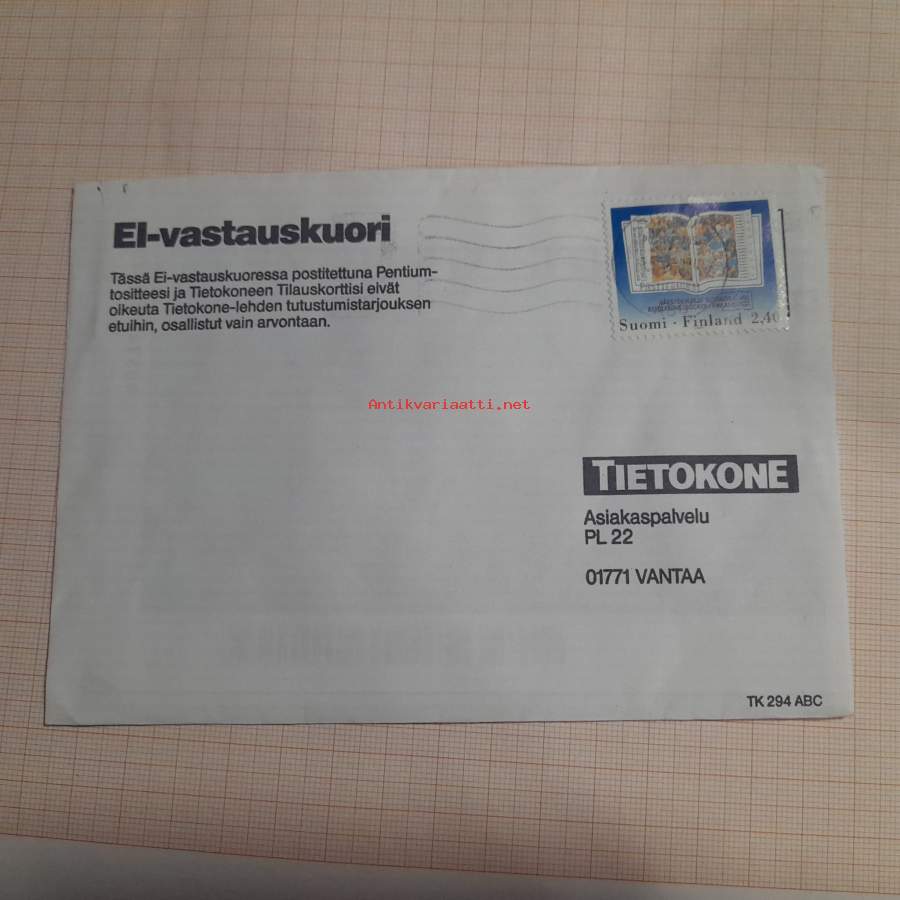 EI-vastauskuori
Tässä Ei-vastauskuoressa postitettuna Pentium-
tositteesi ja Tietokoneen Tilauskorttisi eivät
oikeuta Tietokone-lehden tutustumistarjouksen
etuihin, osallistut vain arvontaan.
Suomi · Finland 2,40
Antikvariaatti.net
TIETOKONE
Asiakaspalvelu
PL 22
01771 VANTAA
TK 294 ABC